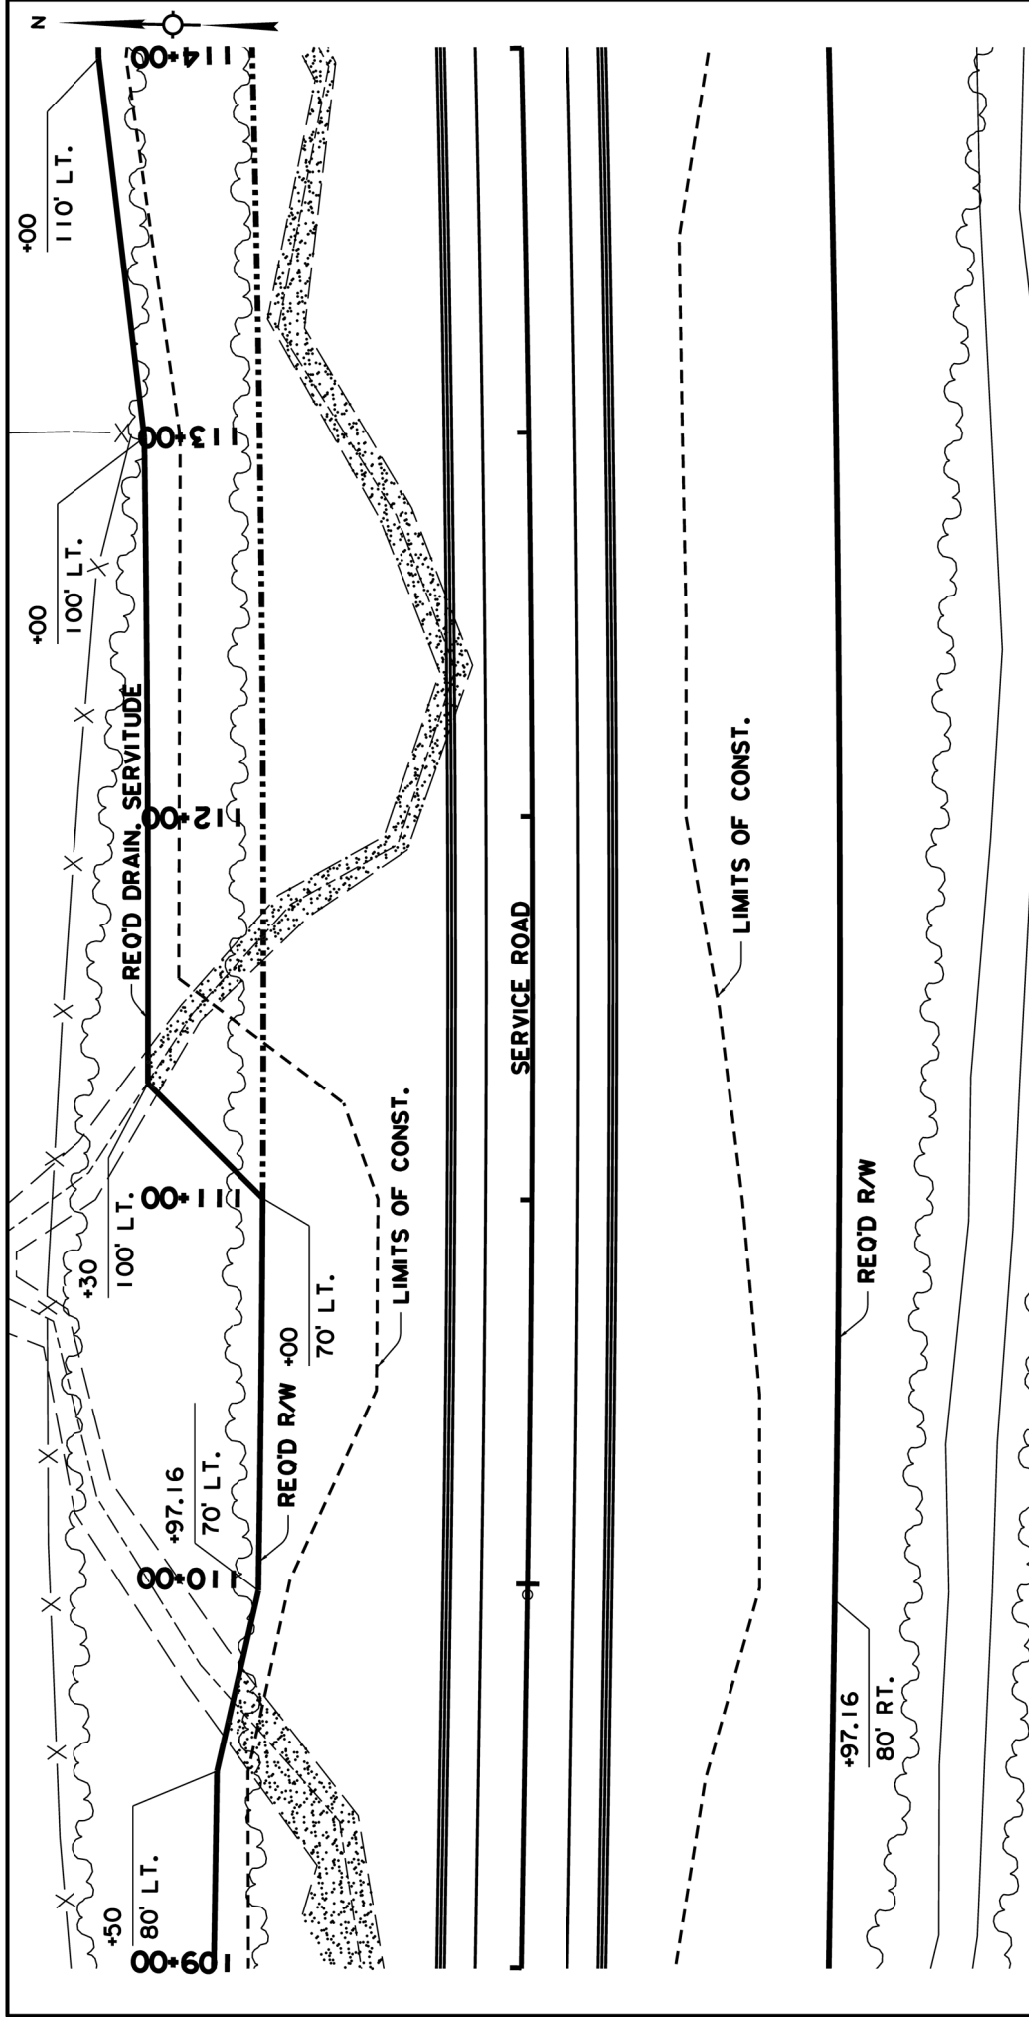 N
114+00
+00
110' LT.
113+00
+00
100' LT.
REQ'D DRAIN. SERVITUDE
112+00
LIMITS OF CONST.
SERVICE ROAD
111+00
+30
100' LT.
+00
70' LT.
LIMITS OF CONST.
REQ'D R/W
REQ'D R/W
+97.16
70' LT.
110+00
+97.16
80' RT.
+50
80' LT.
109+00